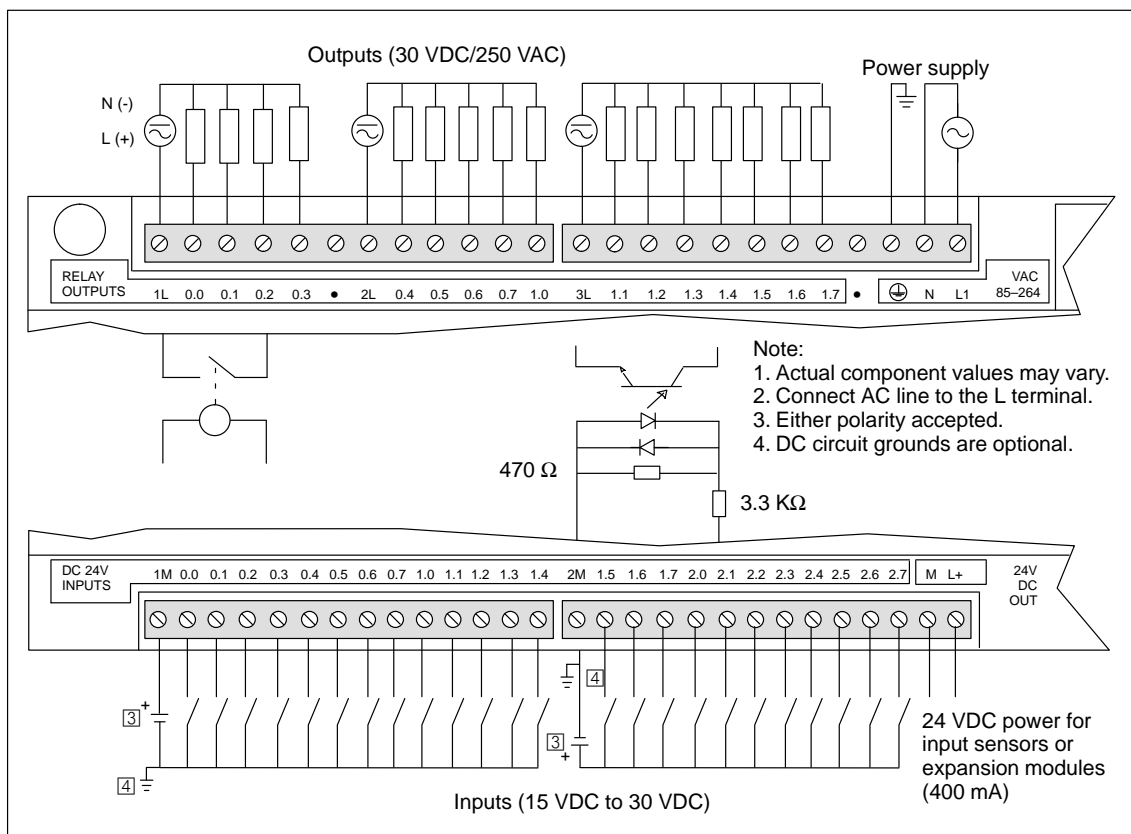 Outputs (30 VDC/250 VAC)
Power supply
N (-)
L (+)
RELAY
OUTPUTS
1L 0.0 0.1 0.2 0.3 • 2L 0.4 0.5 0.6 0.7 1.0 3L 1.1 1.2 1.3 1.4 1.5 1.6 1.7 • N L1
VAC
85–264
Note:
1. Actual component values may vary.
2. Connect AC line to the L terminal.
3. Either polarity accepted.
4. DC circuit grounds are optional.
470 Ω
3.3 KΩ
DC 24V
INPUTS
1M 0.0 0.1 0.2 0.3 0.4 0.5 0.6 0.7 1.0 1.1 1.2 1.3 1.4 2M 1.5 1.6 1.7 2.0 2.1 2.2 2.3 2.4 2.5 2.6 2.7 M L+
24V
DC
OUT
4
3 +
3 +
4
24 VDC power for
input sensors or
expansion modules
(400 mA)
Inputs (15 VDC to 30 VDC)